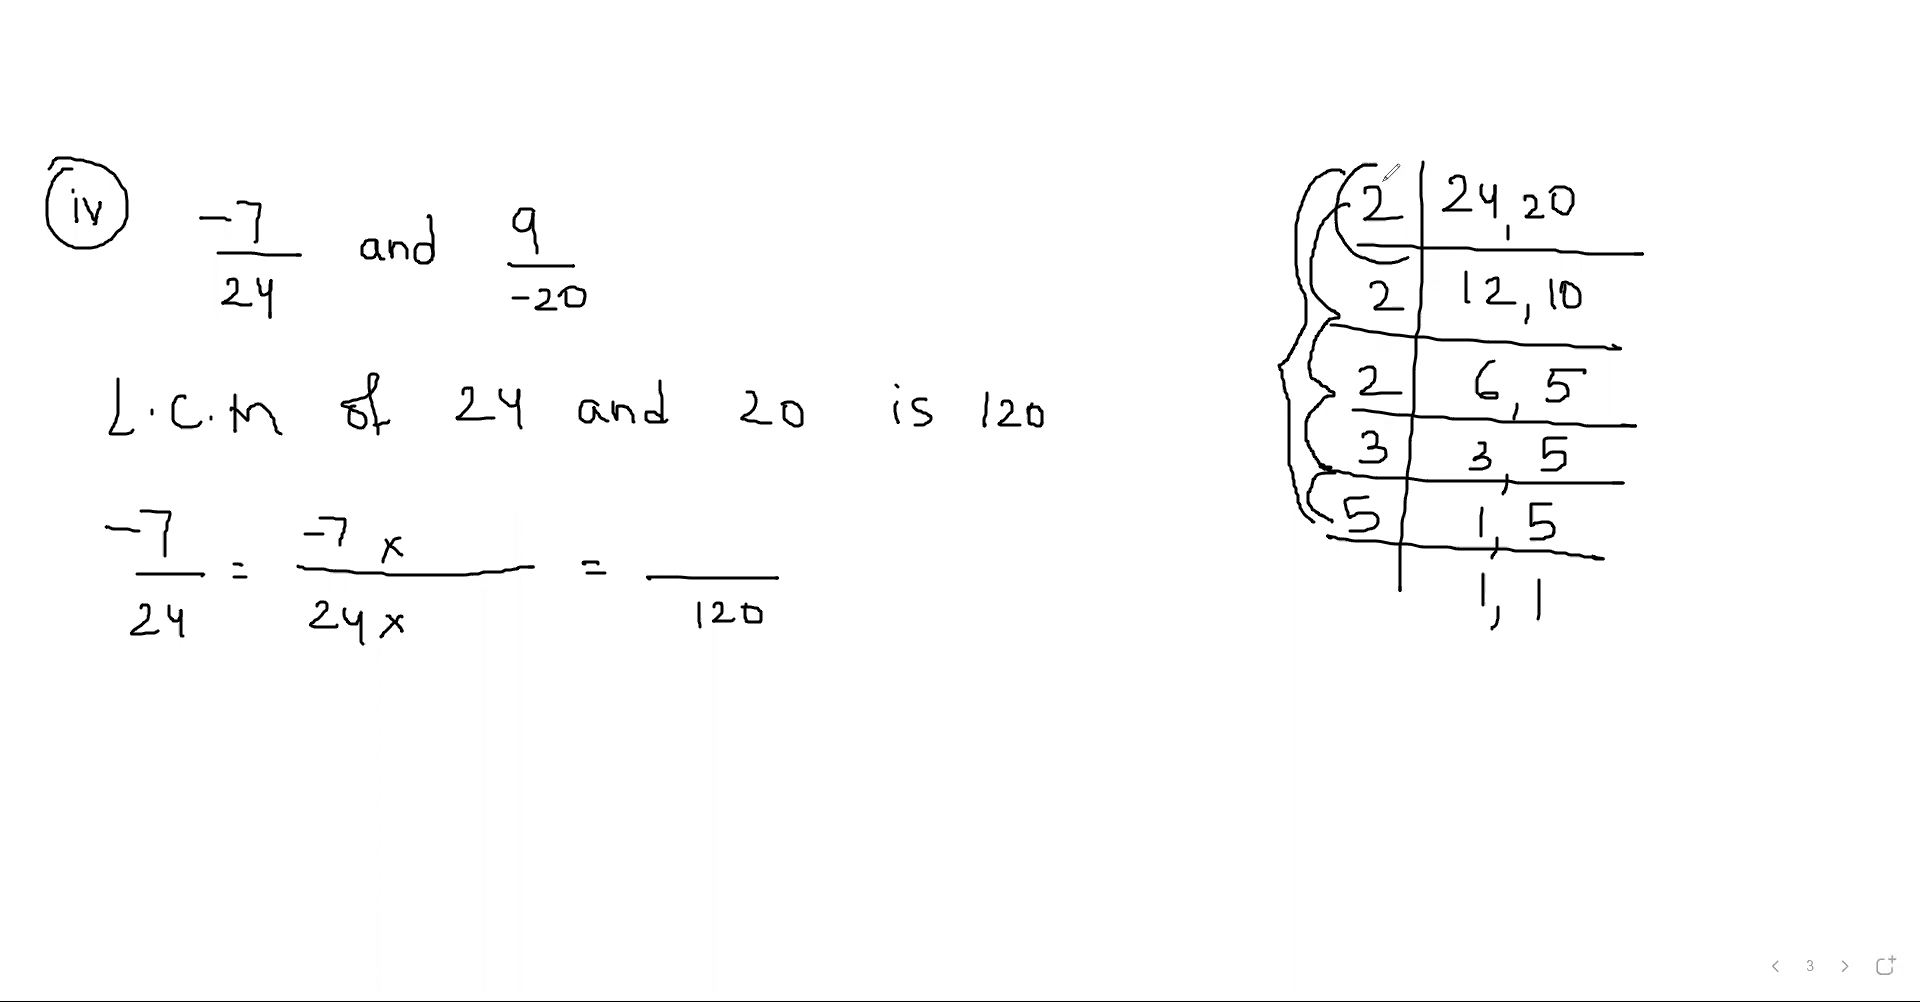 iv -7/24 and 9/-20
L.C.M of 24 and 20 is 120
-7/24 = -7 x/24 x = /120
2 | 24, 20
2 | 12, 10
2 | 6, 5
3 | 3, 5
5 | 1, 5
1, 1
3